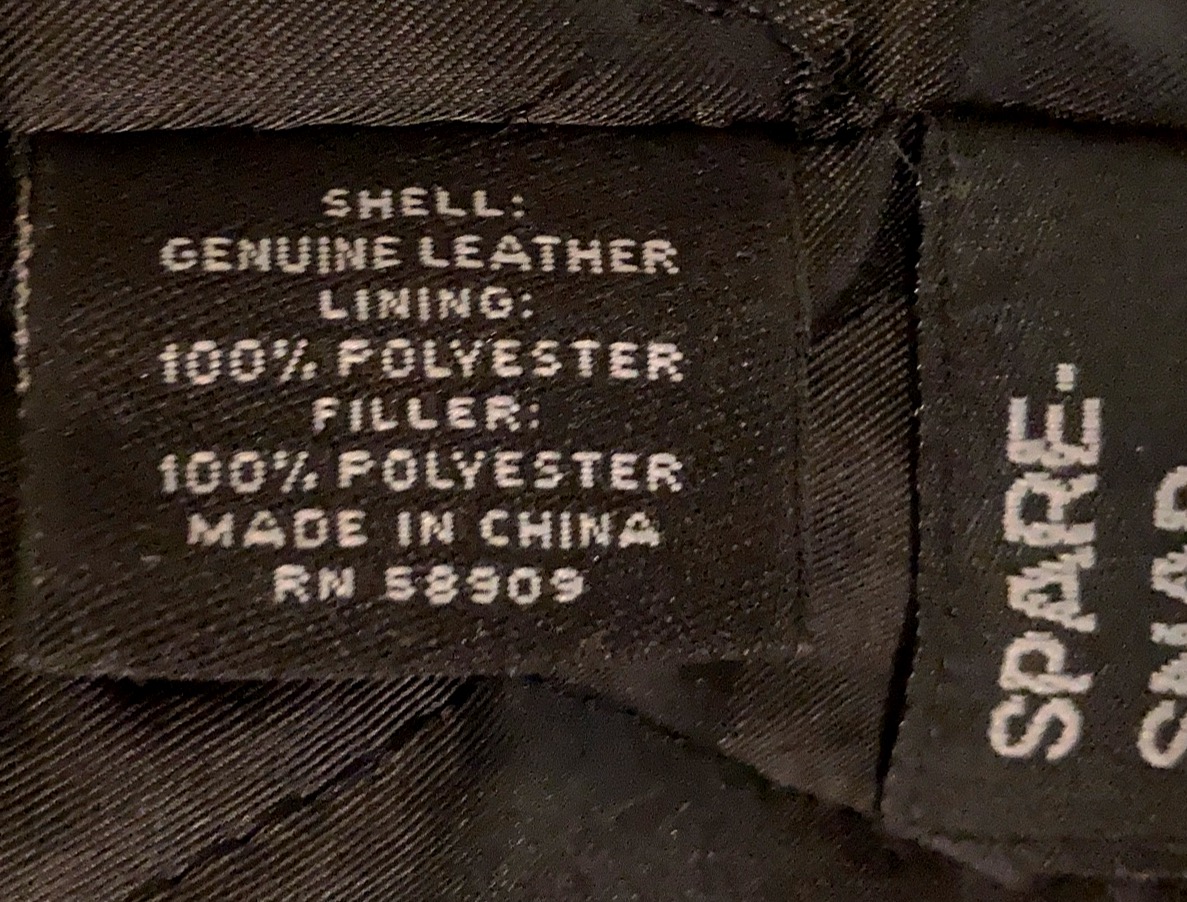 SHELL:
GENUINE LEATHER
LINING:
100% POLYESTER
FILLER:
100% POLYESTER
MADE IN CHINA
RN 58909
SPARE